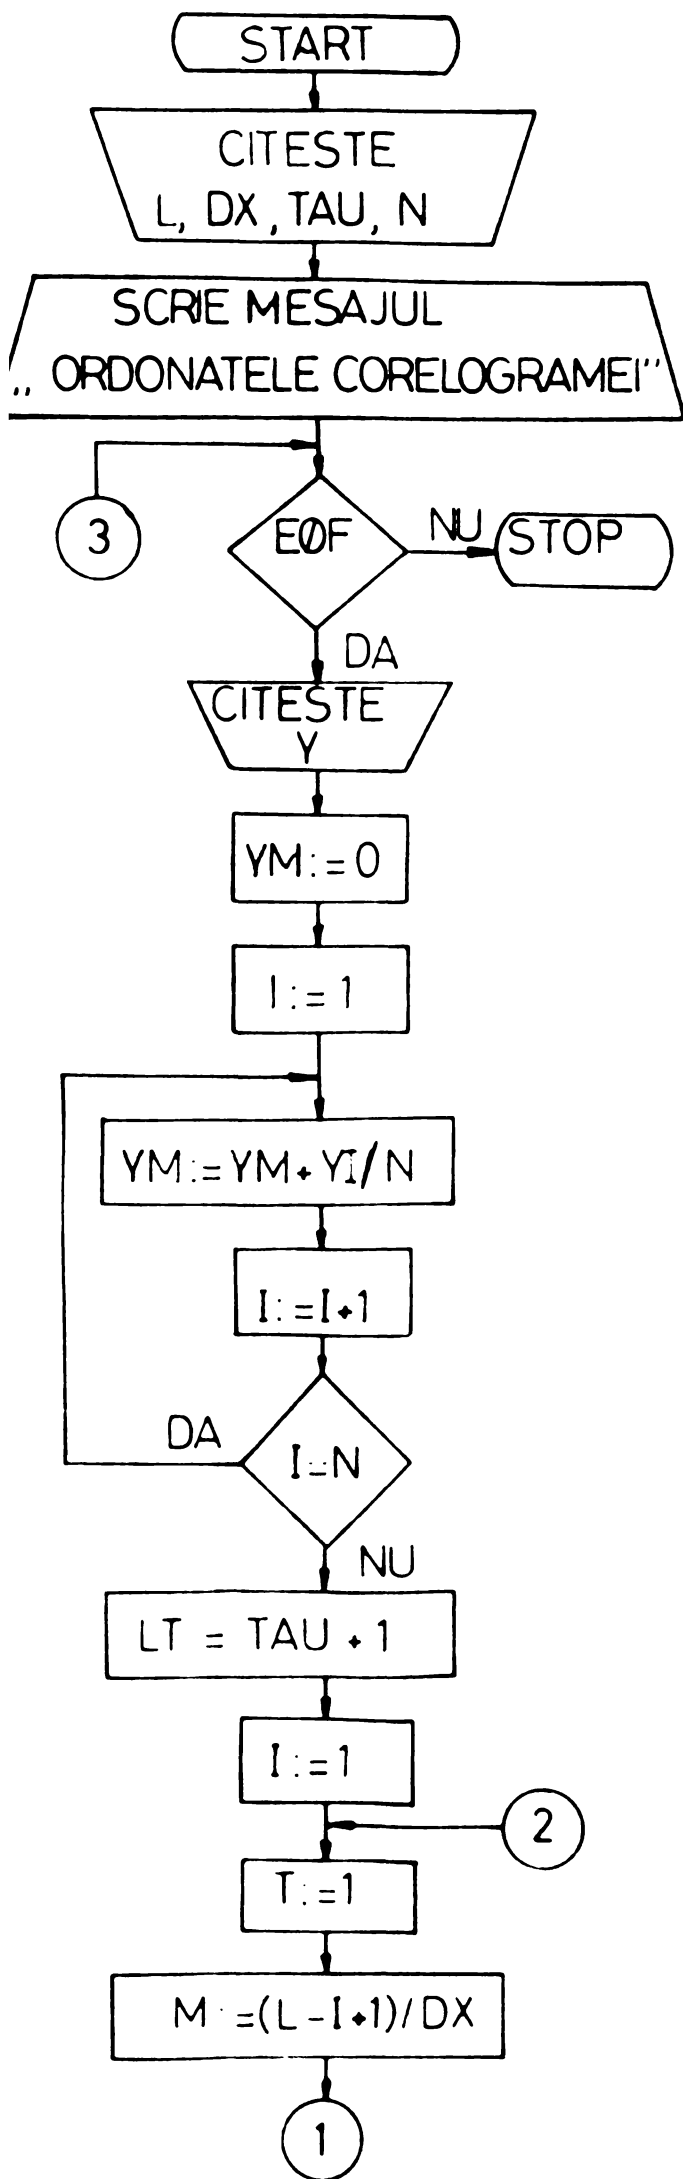 START
CITESTE
L, DX, TAU, N
SCRIE MESAJUL
„ ORDONATELE CORELOGRAMEI"
3
EØF
NU
STOP
DA
CITESTE
Y
YM:=0
I:=1
YM:=YM+YI/N
I:=I+1
DA
I=N
NU
LT = TAU + 1
I:=1
2
T:=1
M:=(L-I+1)/DX
1